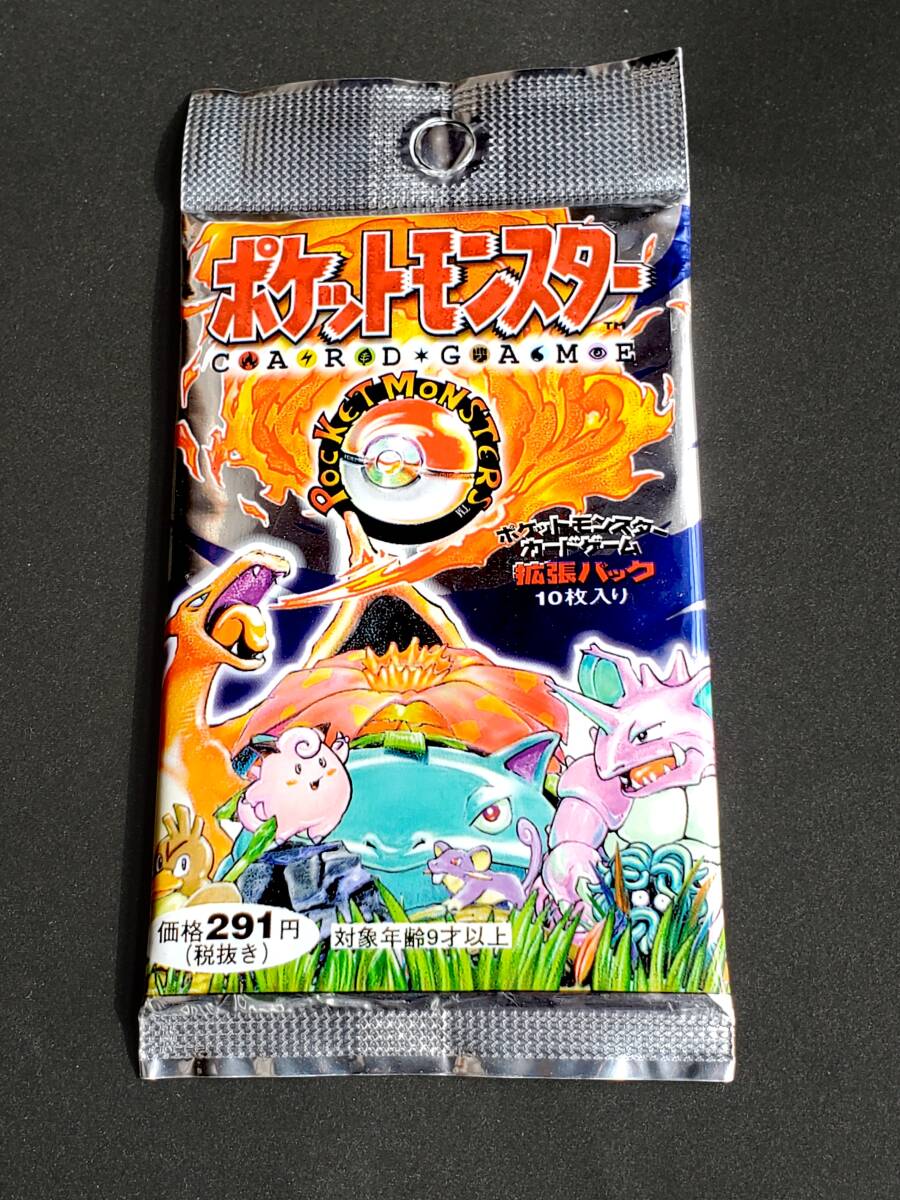 ポケットモンスター
TM
CARD★GAME
POCKET MONSTERS
TM
ポケットモンスター
カードゲーム
拡張パック
10枚入り
価格291円
(税抜き)
対象年齢9才以上